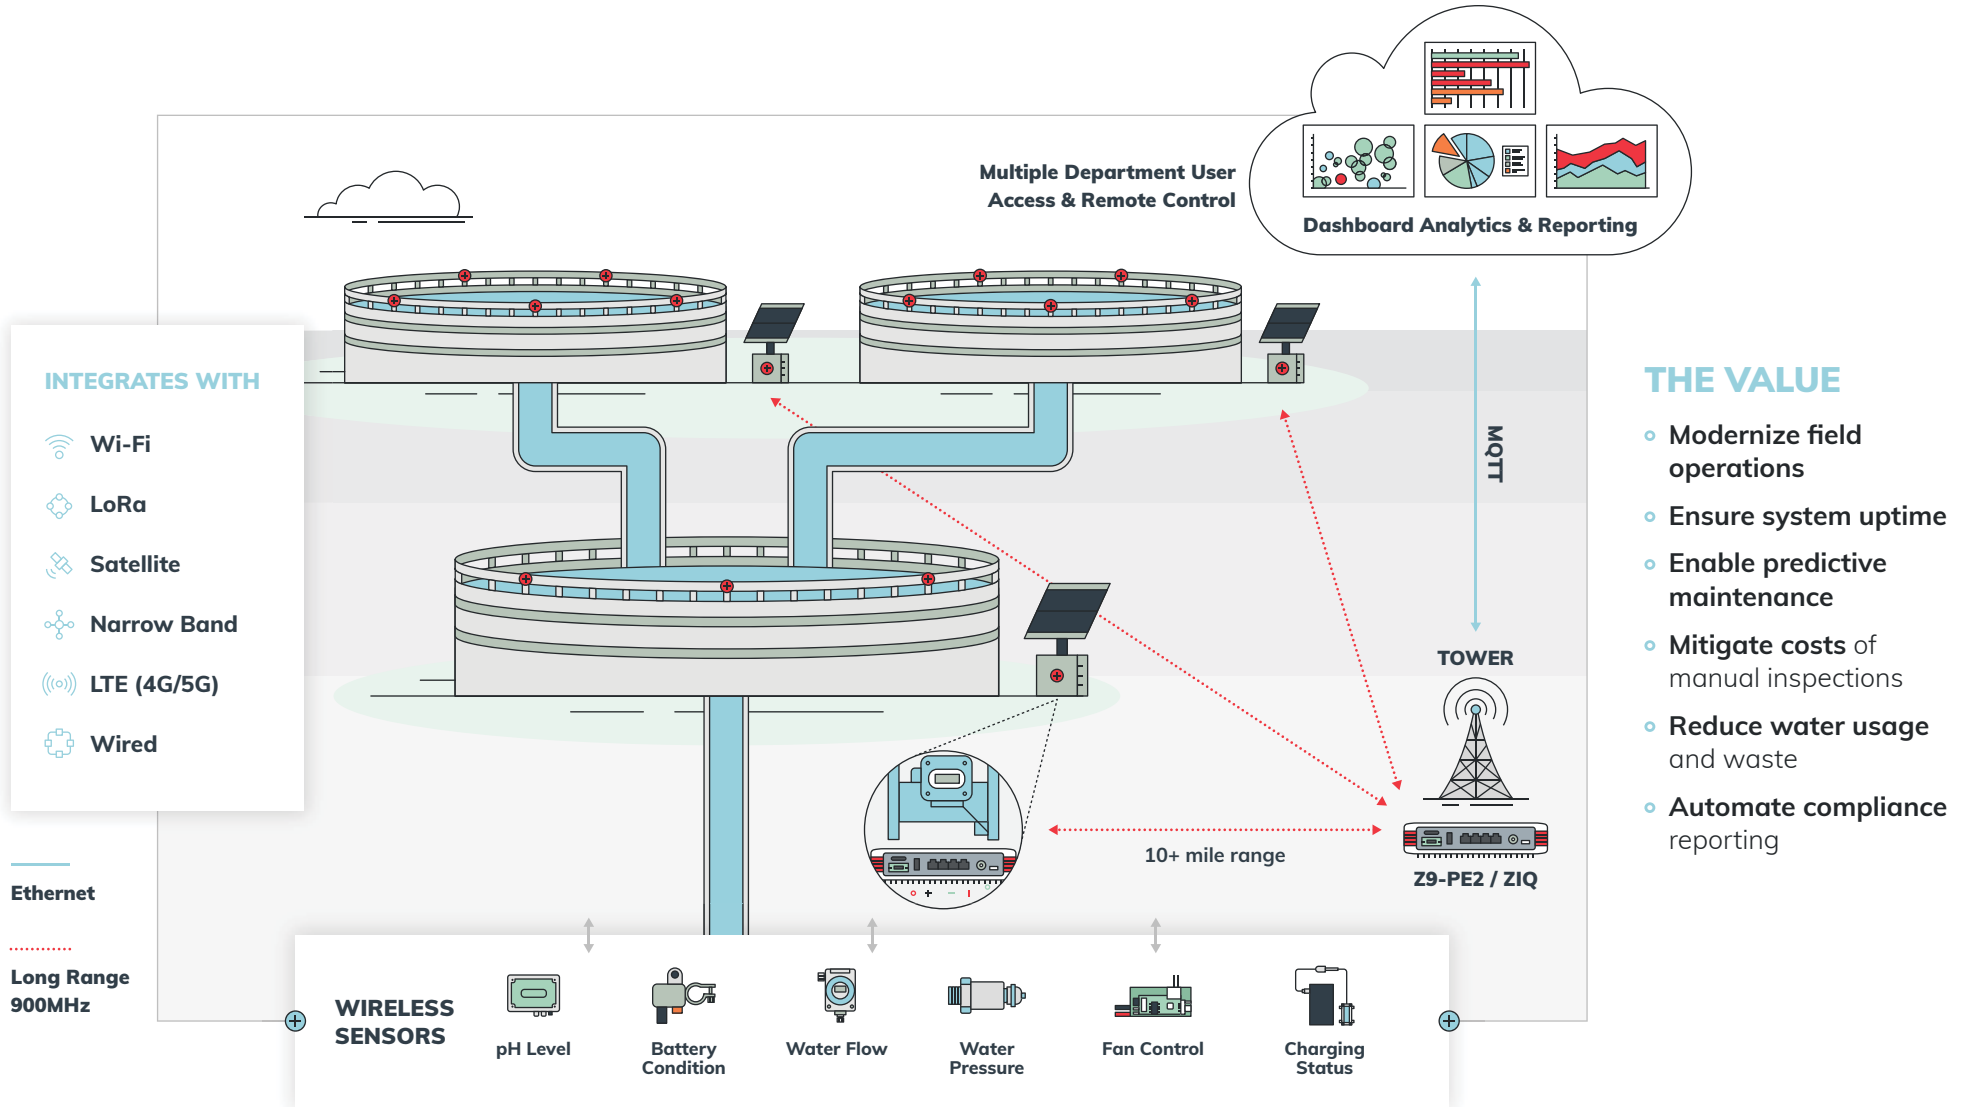 Multiple Department User
Access & Remote Control
Dashboard Analytics & Reporting
INTEGRATES WITH
Wi-Fi
LoRa
Satellite
Narrow Band
LTE (4G/5G)
Wired
Ethernet
Long Range
900MHz
MQTT
TOWER
10+ mile range
Z9-PE2 / ZIQ
THE VALUE
Modernize field
operations
Ensure system uptime
Enable predictive
maintenance
Mitigate costs of
manual inspections
Reduce water usage
and waste
Automate compliance
reporting
WIRELESS
SENSORS
pH Level
Battery
Condition
Water Flow
Water
Pressure
Fan Control
Charging
Status